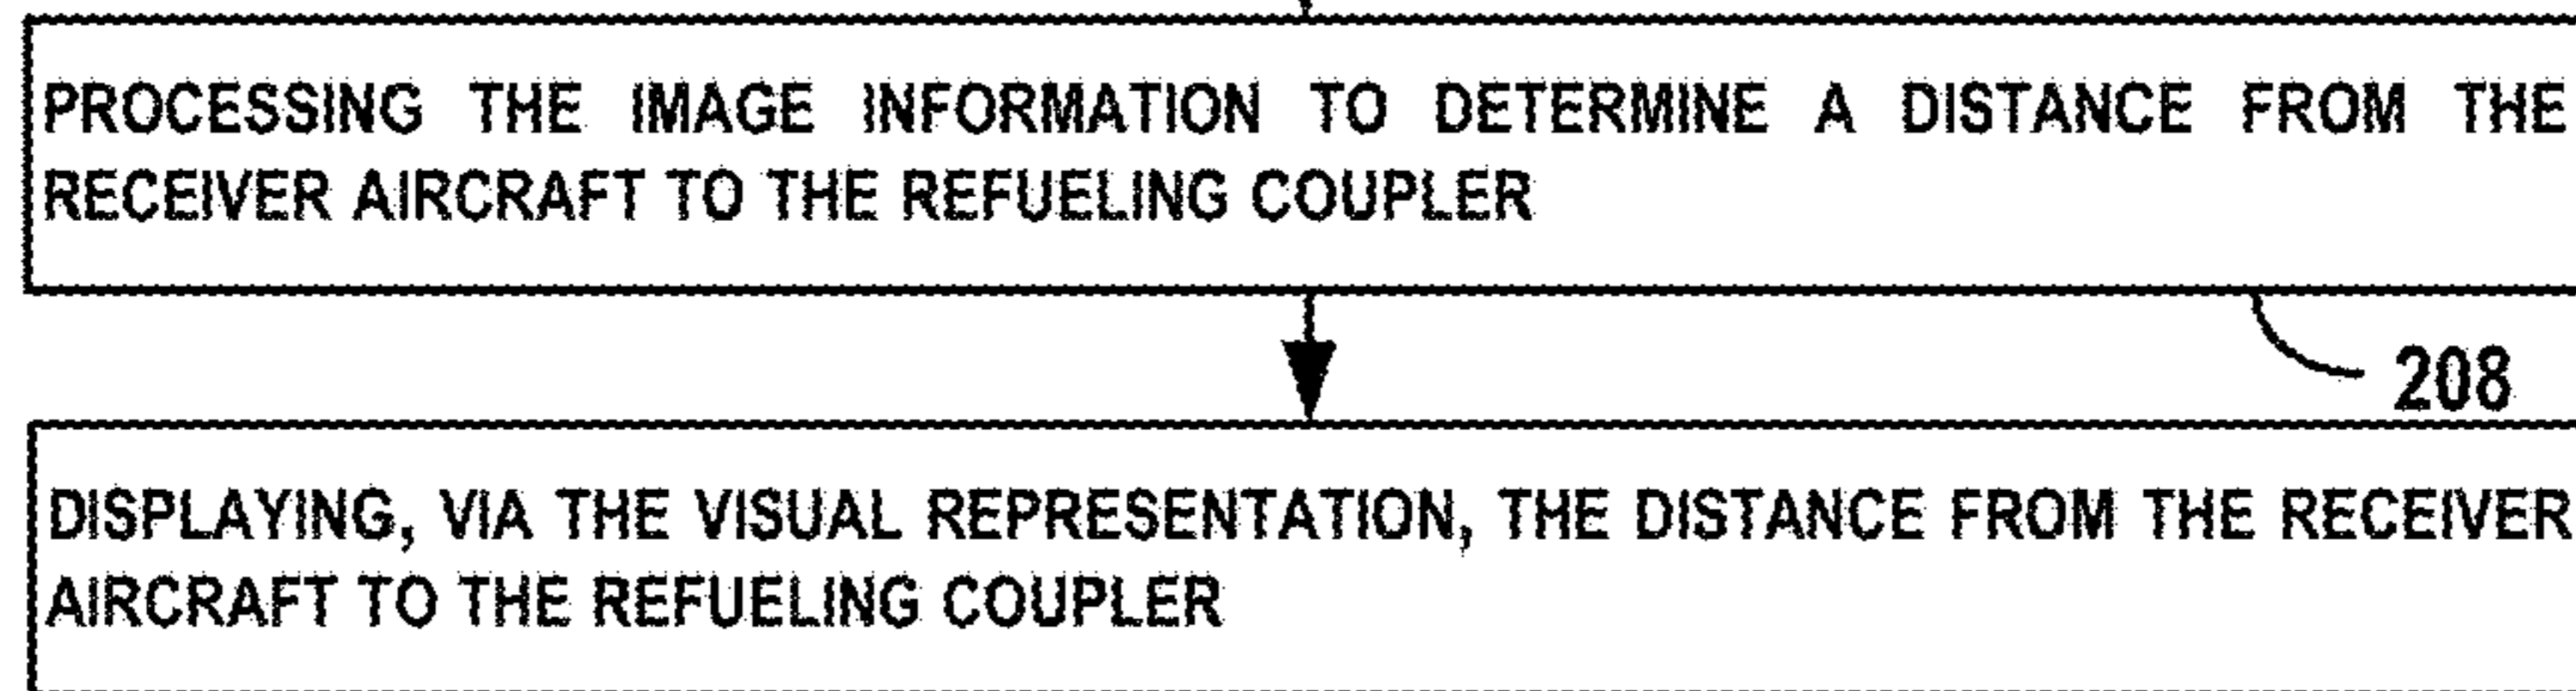 PROCESSING THE IMAGE INFORMATION TO DETERMINE A DISTANCE FROM THE
RECEIVER AIRCRAFT TO THE REFUELING COUPLER
208
DISPLAYING, VIA THE VISUAL REPRESENTATION, THE DISTANCE FROM THE RECEIVER
AIRCRAFT TO THE REFUELING COUPLER